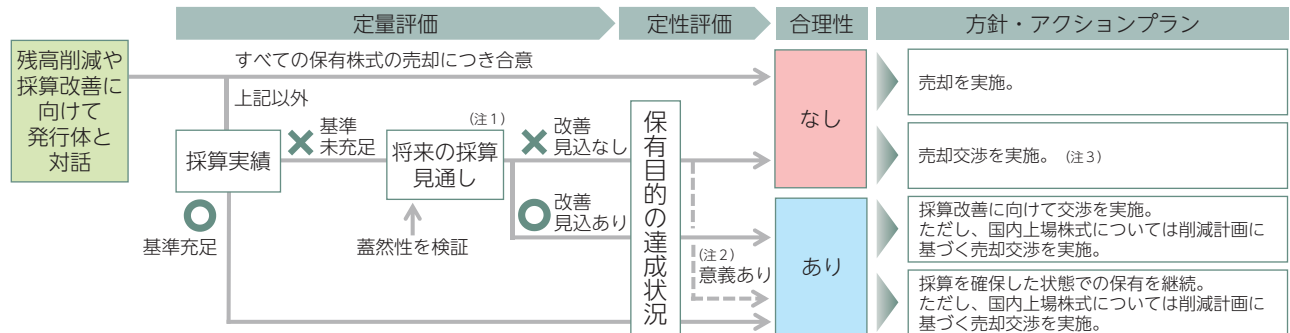 定量評価
定性評価
合理性
方針・アクションプラン
残高削減や
採算改善に
向けて
発行体と
対話
すべての保有株式の売却につき合意
上記以外
採算実績
基準
未充足
基準充足
(注1)
将来の採算
見通し
蓋然性を検証
改善
見込なし
改善
見込あり
保有目的の達成状況
(注2)
意義あり
なし
あり
売却を実施。
売却交渉を実施。(注3)
採算改善に向けて交渉を実施。
ただし、国内上場株式については削減計画に
基づく売却交渉を実施。
採算を確保した状態での保有を継続。
ただし、国内上場株式については削減計画に
基づく売却交渉を実施。